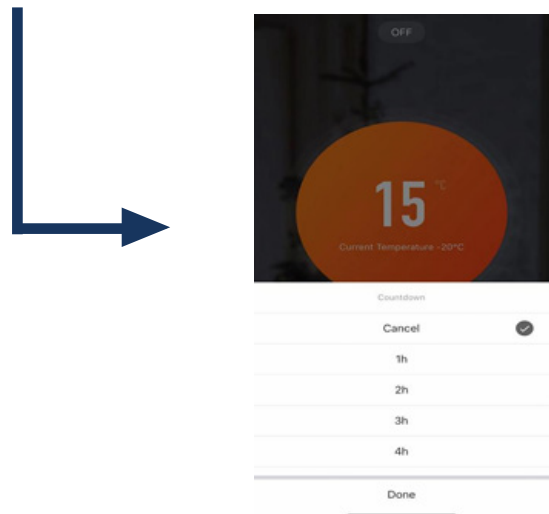 OFF
15 °C
Current Temperature -20°C
Countdown
Cancel
1h
2h
3h
4h
Done